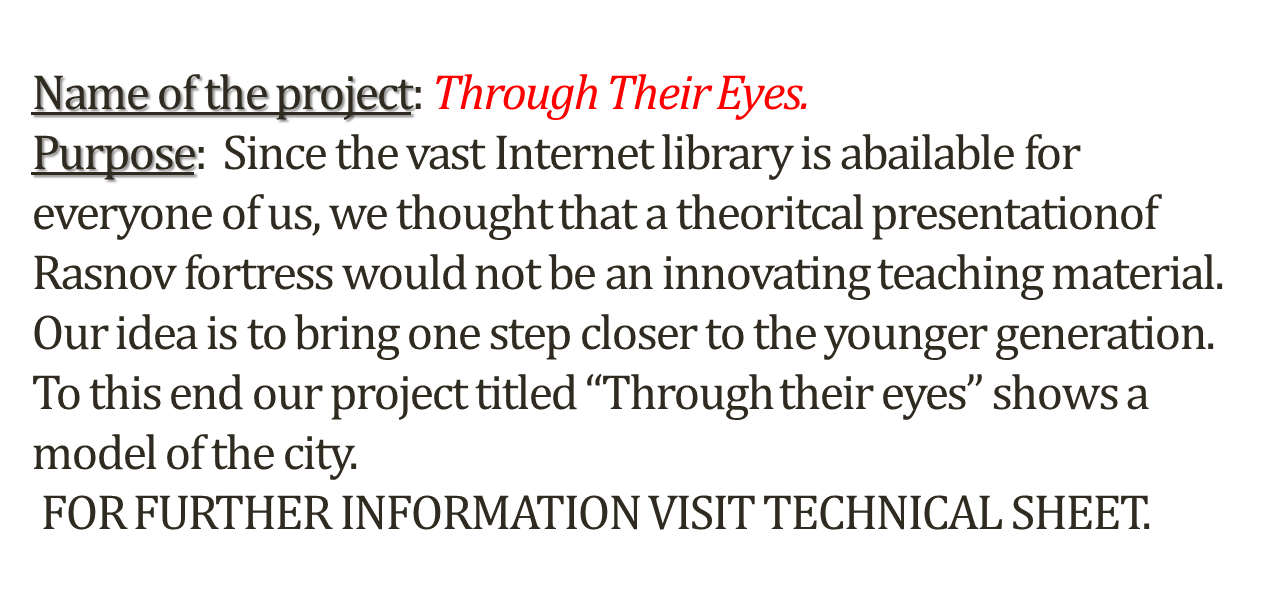 Name of the project: Through Their Eyes.
Purpose:  Since the vast Internet library is abailable for
everyone of us, we thought that a theoritcal presentationof
Rasnov fortress would not be an innovating teaching material.
Our idea is to bring one step closer to the younger generation.
To this end our project titled “Through their eyes” shows a
model of the city.
FOR FURTHER INFORMATION VISIT TECHNICAL SHEET.